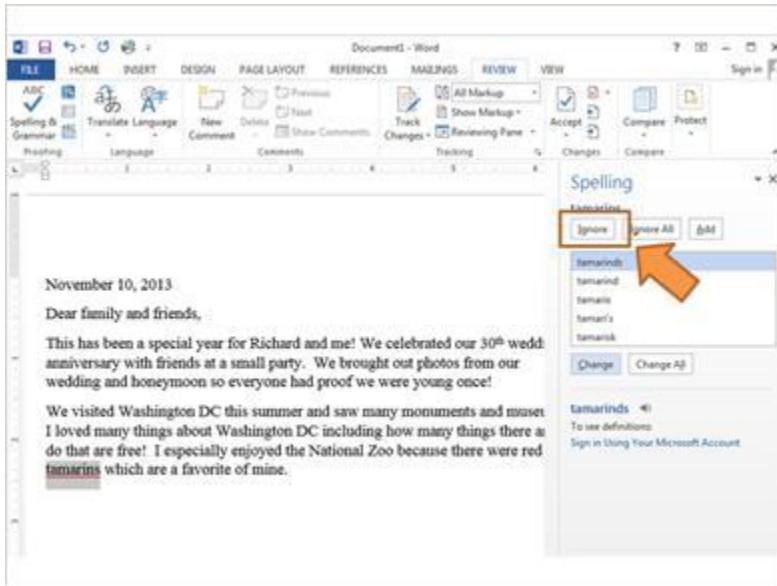 Document1 - Word
FILE HOME INSERT DESIGN PAGE LAYOUT REFERENCES MAILINGS REVIEW VIEW Sign in
ABC
Spelling & Grammar
Translate Language
New Comment
Delete
Previous
Next
Show Comments
Track Changes
All Markup
Show Markup
Reviewing Pane
Accept
Compare
Protect
Proofing Language Comments Tracking Changes Compare
Spelling
tamarins
Ignore Ignore All Add
tamarinds
tamarind
tamaris
tamari's
tamarisk
Change Change All
tamarinds
To see definitions:
Sign in Using Your Microsoft Account
November 10, 2013
Dear family and friends,
This has been a special year for Richard and me! We celebrated our 30th wedd
anniversary with friends at a small party. We brought out photos from our
wedding and honeymoon so everyone had proof we were young once!
We visited Washington DC this summer and saw many monuments and museu
I loved many things about Washington DC including how many things there a
do that are free! I especially enjoyed the National Zoo because there were red
tamarins which are a favorite of mine.